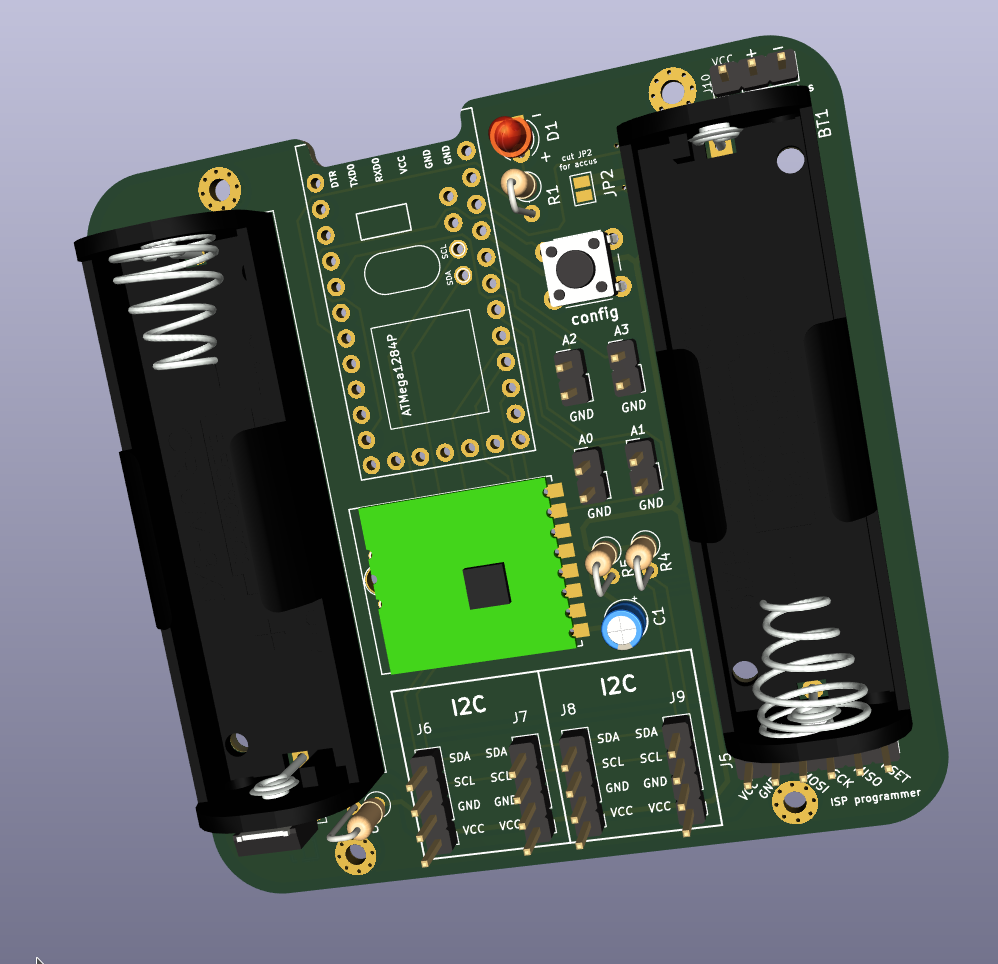 VCC + −
J10
BT1
D1
−
+
cut JP2
for accus
JP2
R1
DTR
TXD0
RXD0
VCC
GND
GND
SCL
SDA
ATMega1284P
config
A2
A3
GND
GND
A0
A1
GND
GND
R4
+
C1
I2C
I2C
J6
J7
J8
J9
SDA
SCL
GND
VCC
SDA
SCL
GND
VCC
SDA
SCL
GND
VCC
SDA
SCL
GND
VCC
J5
ISP programmer